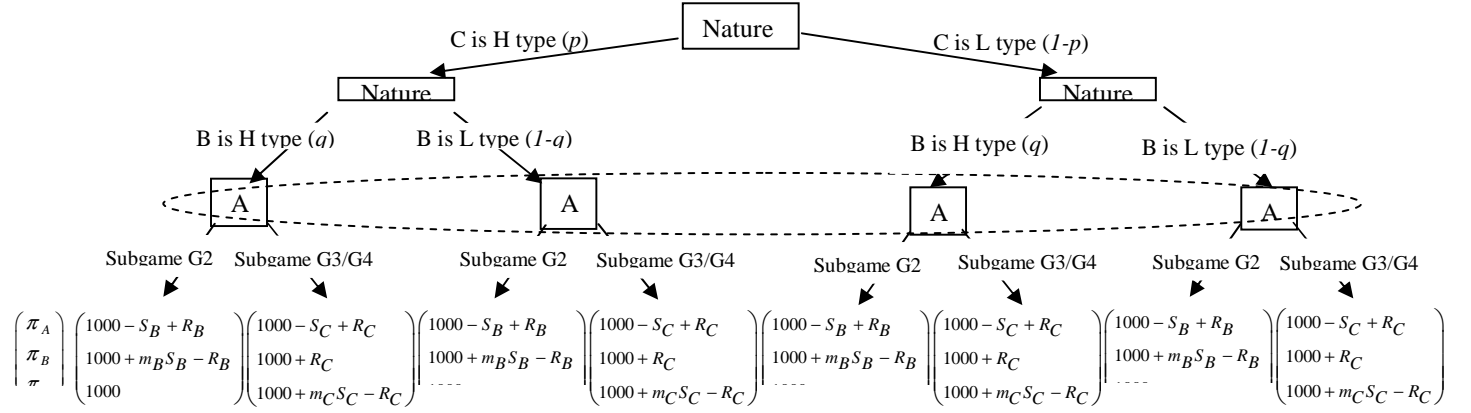 Nature
C is H type (p) C is L type (1-p)
Nature Nature
B is H type (q) B is L type (1-q) B is H type (q) B is L type (1-q)
A A A A
Subgame G2 Subgame G3/G4 Subgame G2 Subgame G3/G4 Subgame G2 Subgame G3/G4 Subgame G2 Subgame G3/G4
π_A 1000 − S_B + R_B 1000 − S_C + R_C 1000 − S_B + R_B 1000 − S_C + R_C 1000 − S_B + R_B 1000 − S_C + R_C 1000 − S_B + R_B 1000 − S_C + R_C
π_B 1000 + m_B S_B − R_B 1000 + R_C 1000 + m_B S_B − R_B 1000 + R_C 1000 + m_B S_B − R_B 1000 + R_C 1000 + m_B S_B − R_B 1000 + R_C
1000 1000 + m_C S_C − R_C 1000 + m_C S_C − R_C 1000 + m_C S_C − R_C 1000 + m_C S_C − R_C